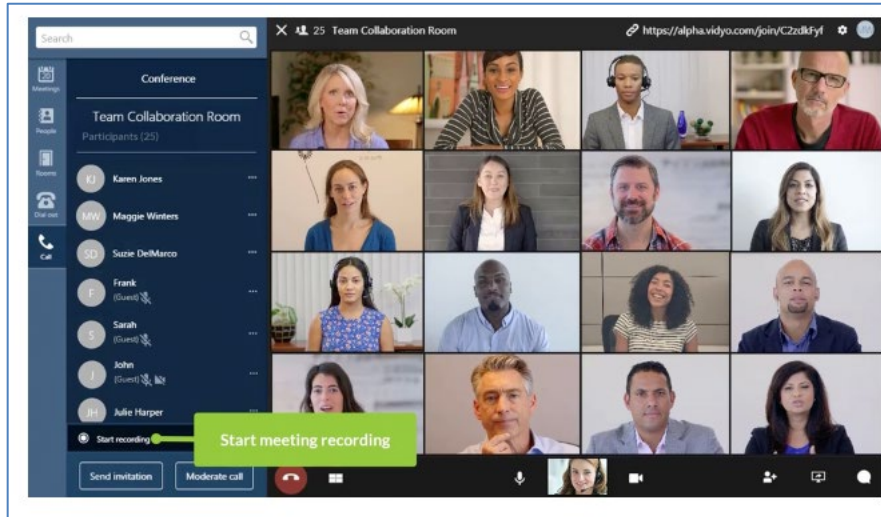 Search
25 Team Collaboration Room
https://alpha.vidyo.com/join/C2zdkFyf
20
Meetings
People
Rooms
Dial out
Call
Conference
Team Collaboration Room
Participants (25)
KJ Karen Jones
MW Maggie Winters
SD Suzie DelMarco
F Frank
(Guest)
S Sarah
(Guest)
J John
(Guest)
JH Julie Harper
Start recording
Start meeting recording
Send invitation
Moderate call